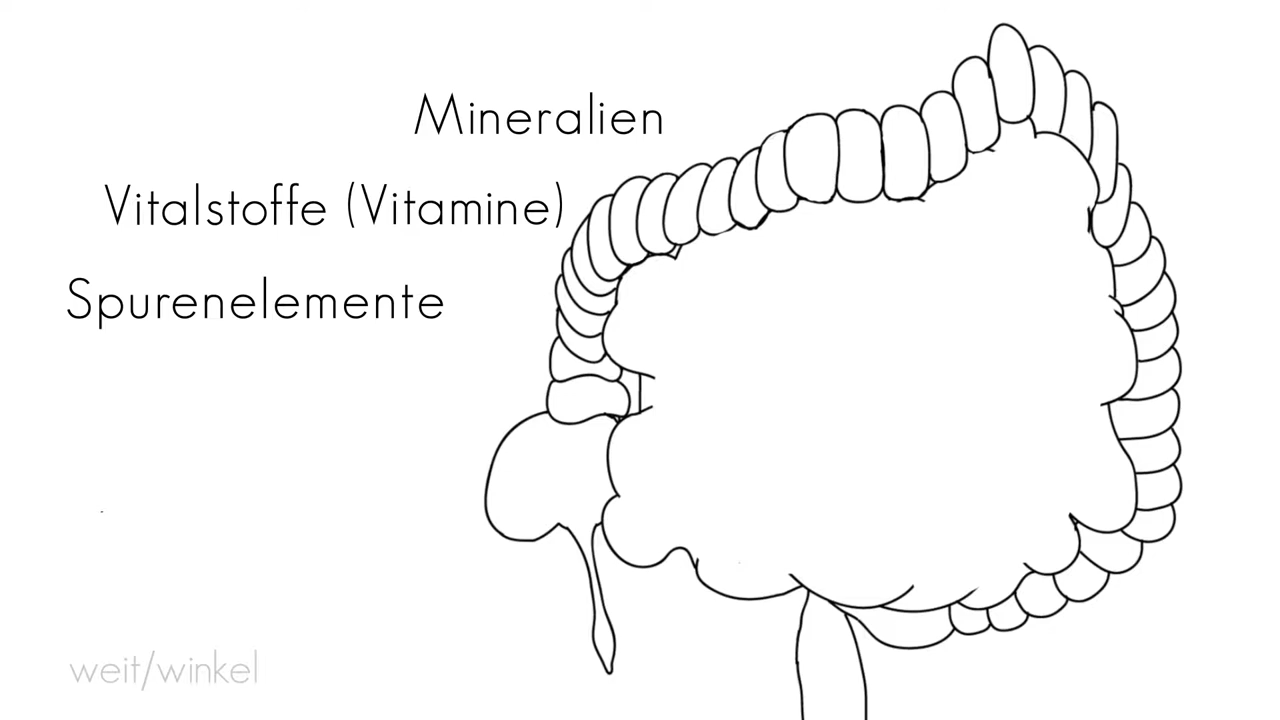 Mineralien
Vitalstoffe (Vitamine)
Spurenelemente
weit/winkel